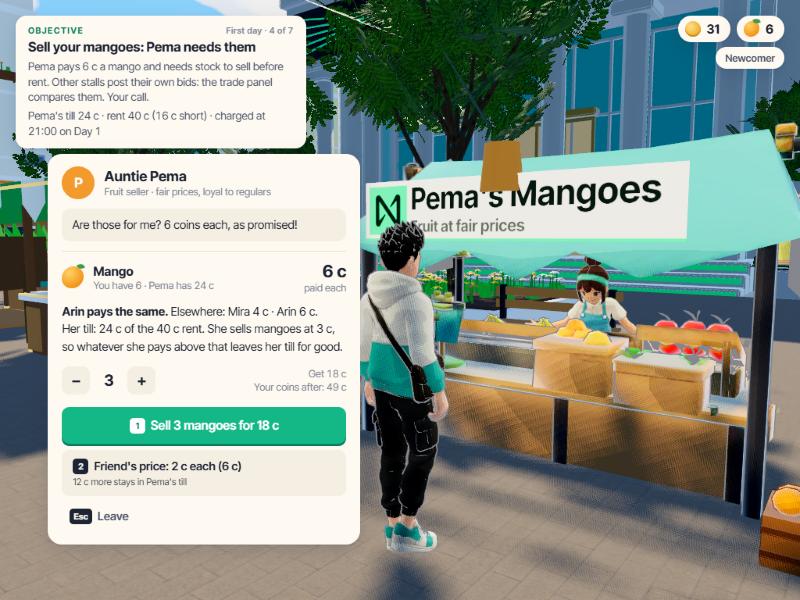 OBJECTIVE
First day · 4 of 7
Sell your mangoes: Pema needs them
Pema pays 6 c a mango and needs stock to sell before
rent. Other stalls post their own bids: the trade panel
compares them. Your call.
Pema's till 24 c · rent 40 c (16 c short) · charged at
21:00 on Day 1
31
6
Newcomer
P
Auntie Pema
Fruit seller · fair prices, loyal to regulars
Are those for me? 6 coins each, as promised!
Mango
6 c
You have 6 · Pema has 24 c
paid each
Arin pays the same. Elsewhere: Mira 4 c · Arin 6 c.
Her till: 24 c of the 40 c rent. She sells mangoes at 3 c,
so whatever she pays above that leaves her till for good.
− 3 +
Get 18 c
Your coins after: 49 c
1 Sell 3 mangoes for 18 c
2 Friend's price: 2 c each (6 c)
12 c more stays in Pema's till
Esc Leave
N Pema's Mangoes
Fruit at fair prices